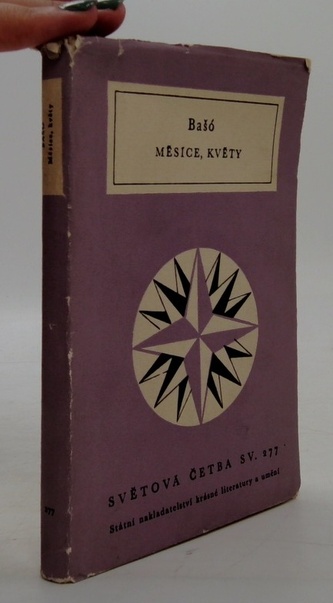 Bašó
MĚSÍCE, KVĚTY
SVĚTOVÁ ČETBA SV. 277
Státní nakladatelství krásné literatury a umění
Bašó
Měsíce, květy
277